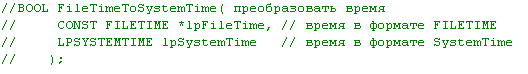 //BOOL FileTimeToSystemTime( преобразовать время
//     CONST FILETIME *lpFileTime, // время в формате FILETIME
//     LPSYSTEMTIME lpSystemTime   // время в формате SystemTime
//    );